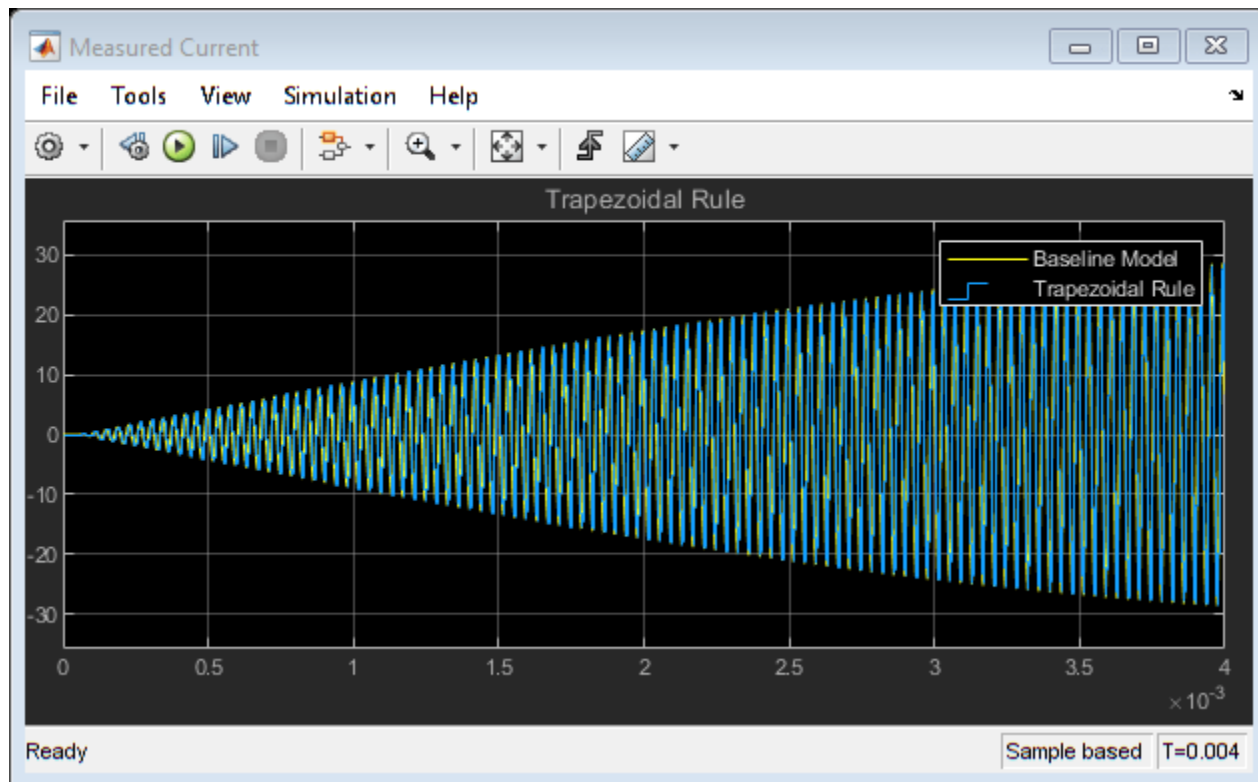 Measured Current
File Tools View Simulation Help
Trapezoidal Rule
30
20
10
0
-10
-20
-30
Baseline Model
Trapezoidal Rule
0 0.5 1 1.5 2 2.5 3 3.5 4
×10⁻³
Ready Sample based T=0.004